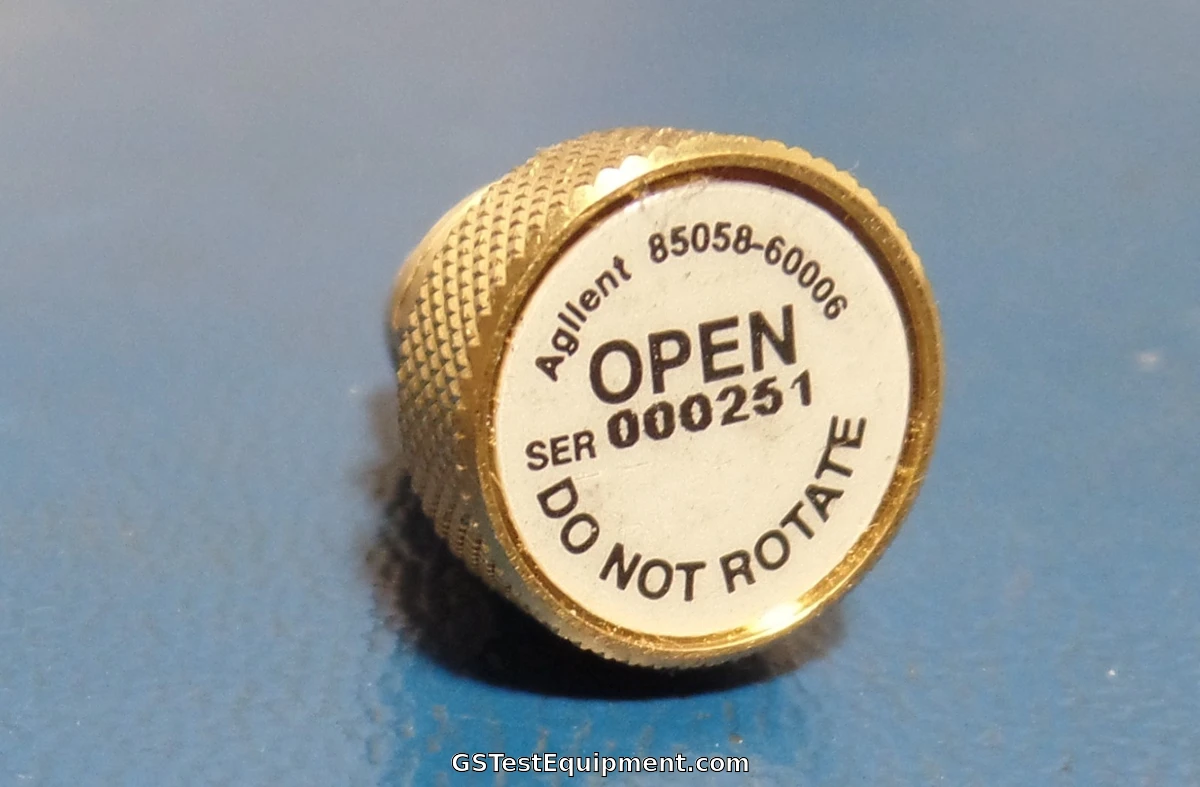 Agilent 85058-60006
OPEN
SER 000251
DO NOT ROTATE
GSTestEquipment.com